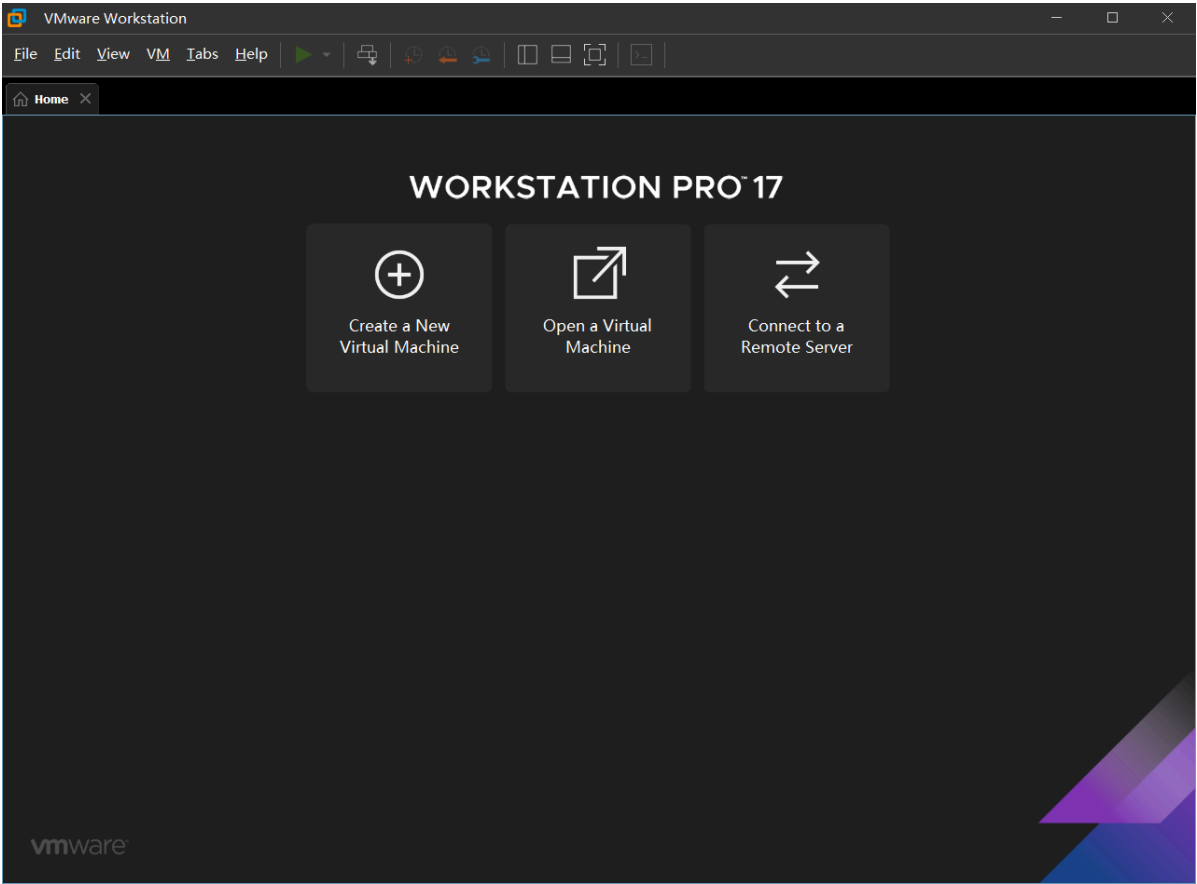 VMware Workstation
File Edit View VM Tabs Help
Home
WORKSTATION PRO™ 17
Create a New
Virtual Machine
Open a Virtual
Machine
Connect to a
Remote Server
vmware